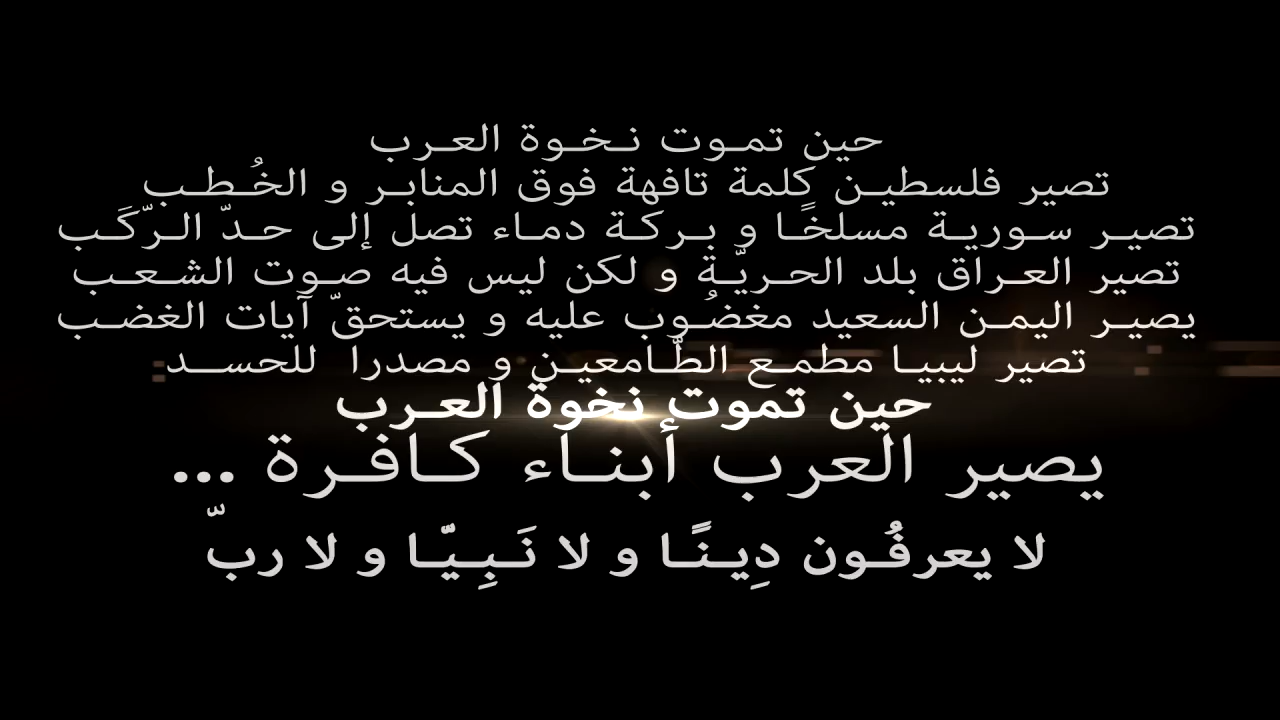 حين تموت نخوة العرب
تصير فلسطين كلمة تافهة فوق المنابر و الخُطب
تصير سورية مسلخًا و بركة دماء تصل إلى حدّ الرّكَب
تصير العراق بلد الحريّة و لكن ليس فيه صوت الشعب
يصير اليمن السعيد مغضُوب عليه و يستحقّ آيات الغضب
تصير ليبيا مطمع الطّامعين و مصدرا للحسد
حين تموت نخوة العرب
يصير العرب أبناء كافرة ...
لا يعرفُون دِينًا و لا نَبِيّا و لا ربّ